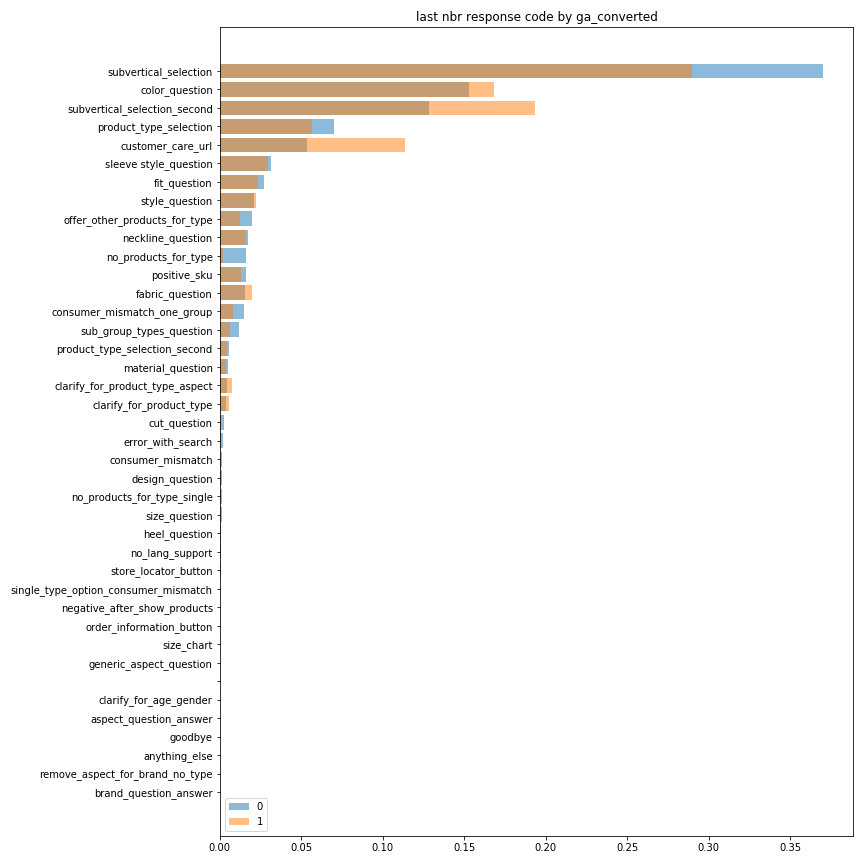 last nbr response code by ga_converted
subvertical_selection
color_question
subvertical_selection_second
product_type_selection
customer_care_url
sleeve style_question
fit_question
style_question
offer_other_products_for_type
neckline_question
no_products_for_type
positive_sku
fabric_question
consumer_mismatch_one_group
sub_group_types_question
product_type_selection_second
material_question
clarify_for_product_type_aspect
clarify_for_product_type
cut_question
error_with_search
consumer_mismatch
design_question
no_products_for_type_single
size_question
heel_question
no_lang_support
store_locator_button
single_type_option_consumer_mismatch
negative_after_show_products
order_information_button
size_chart
generic_aspect_question
clarify_for_age_gender
aspect_question_answer
goodbye
anything_else
remove_aspect_for_brand_no_type
brand_question_answer
0
1
0.00 0.05 0.10 0.15 0.20 0.25 0.30 0.35